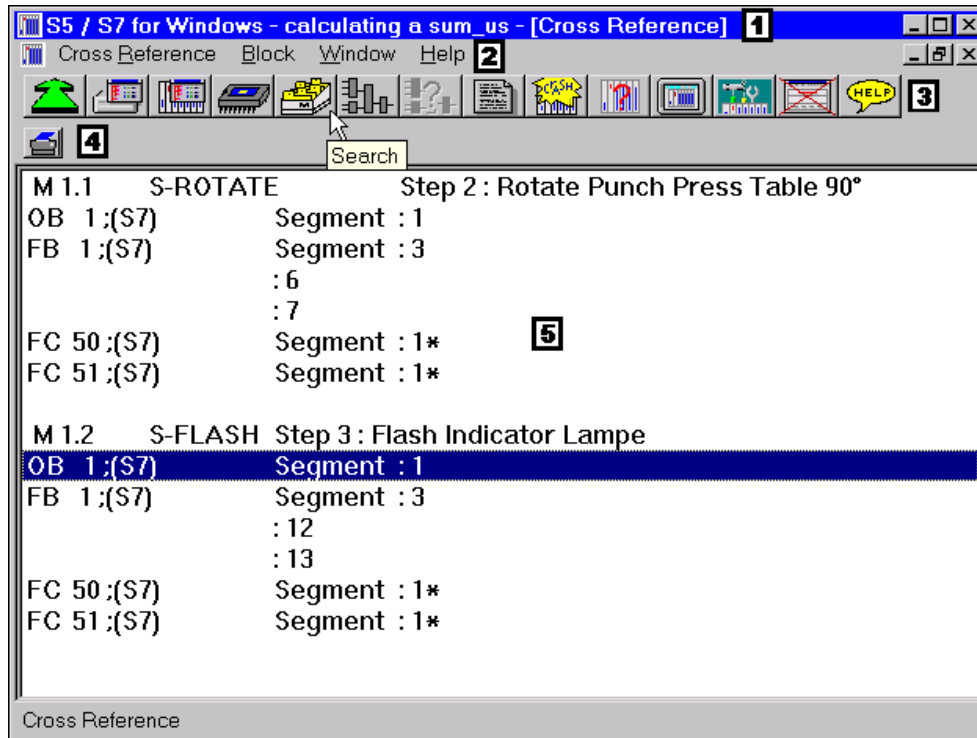 S5 / S7 for Windows - calculating a sum_us - [Cross Reference] 1
Cross Reference Block Window Help 2
M CASH HELP 3
4
Search
M 1.1 S-ROTATE Step 2 : Rotate Punch Press Table 90°
OB 1 ;(S7) Segment : 1
FB 1 ;(S7) Segment : 3
: 6
: 7
5
FC 50 ;(S7) Segment : 1*
FC 51 ;(S7) Segment : 1*
M 1.2 S-FLASH Step 3 : Flash Indicator Lampe
OB 1 ;(S7) Segment : 1
FB 1 ;(S7) Segment : 3
: 12
: 13
FC 50 ;(S7) Segment : 1*
FC 51 ;(S7) Segment : 1*
Cross Reference